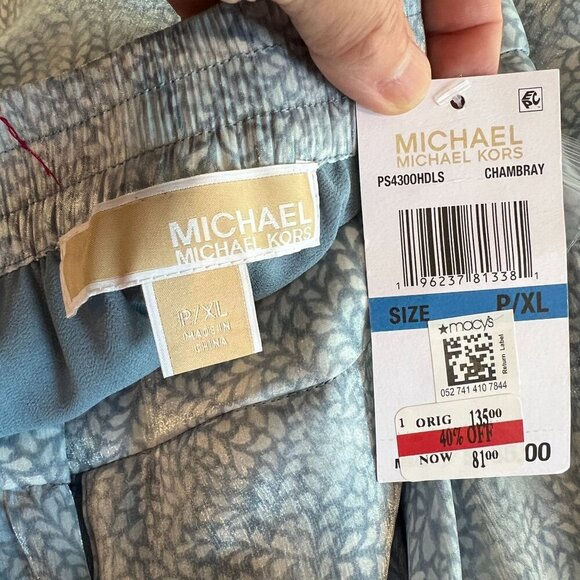 MICHAEL
MICHAEL KORS
P/XL
MADE IN
CHINA
MICHAEL
MICHAEL KORS
PS4300HDLS CHAMBRAY
1 96237 81338 1
SIZE P/XL
macys
Return Label
052 741 410 7844
1 ORIG 135.00
40% OFF
NOW 81.00
00